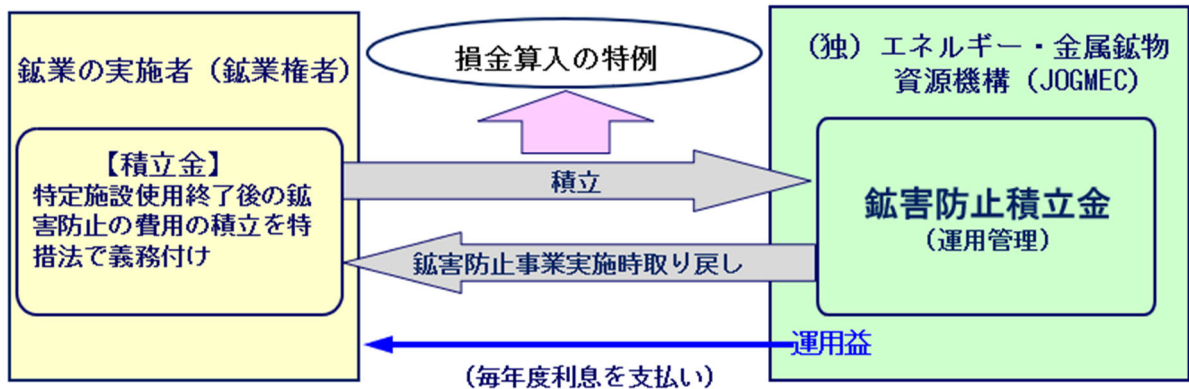 鉱業の実施者（鉱業権者）
【積立金】
特定施設使用終了後の鉱
害防止の費用の積立を特
措法で義務付け
損金算入の特例
積立
鉱害防止事業実施時取り戻し
（独）エネルギー・金属鉱物
資源機構（JOGMEC）
鉱害防止積立金
（運用管理）
運用益
（毎年度利息を支払い）